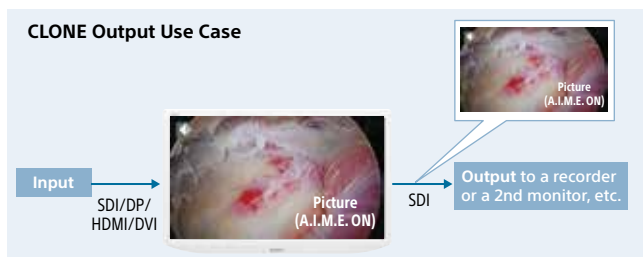 CLONE Output Use Case
Picture
(A.I.M.E. ON)
Input
SDI/DP/
HDMI/DVI
Picture
(A.I.M.E. ON)
SDI
Output to a recorder
or a 2nd monitor, etc.